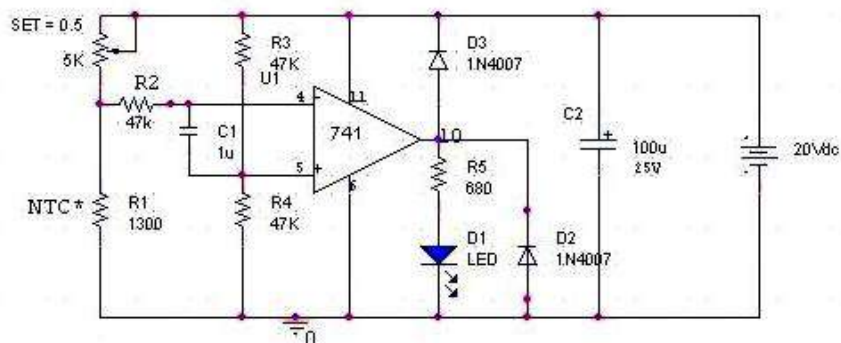 SET = 0.5
5K
R2
47k
C1
1u
NTC*
R1
1300
R3
47K
U1
4
11
741
10
5
6
R4
47K
D3
1N4007
R5
680
D1
LED
D2
1N4007
C2
+
100u
25V
20Vdc
0